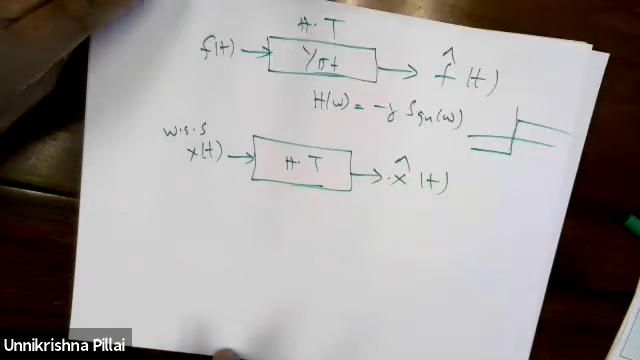 H.T
f(t) → 1/πt → f̂(t)
H(ω) = -j Sgn(ω)
w.s.s
x(t) → H.T → x̂(t)
Unnikrishna Pillai